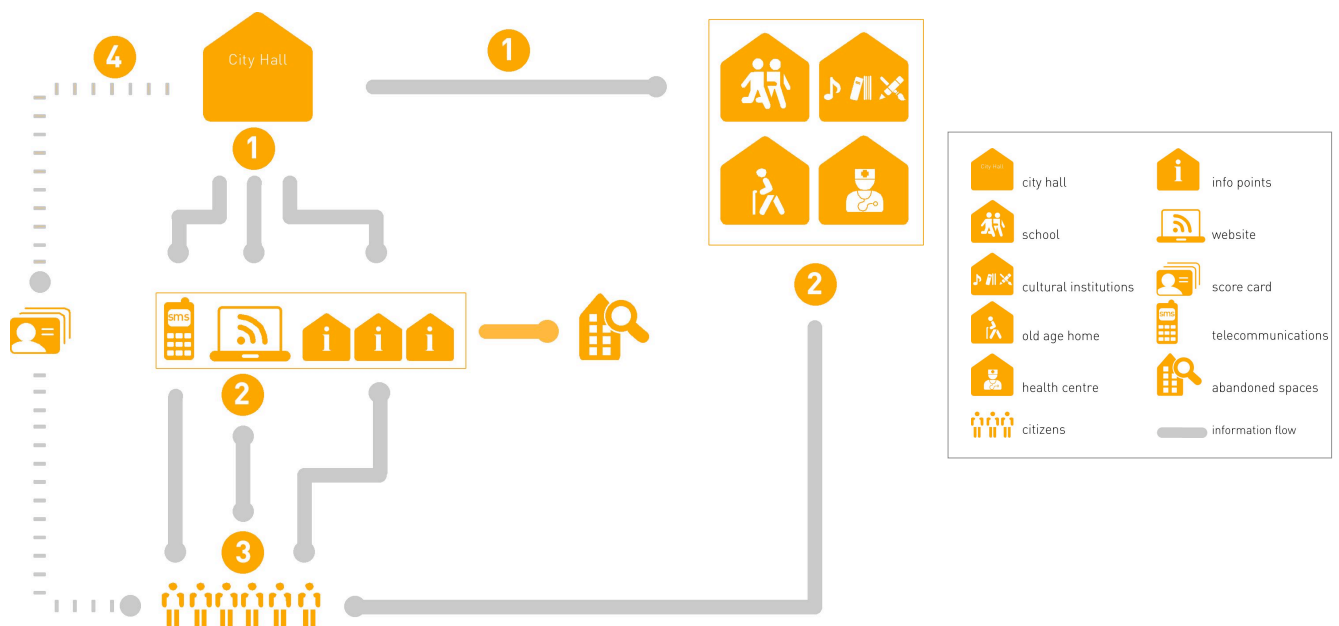 4
City Hall
1
1
2
sms
i
i
i
2
3
City Hall
city hall
i
info points
school
website
cultural institutions
score card
old age home
sms
telecommunications
health centre
abandoned spaces
citizens
information flow